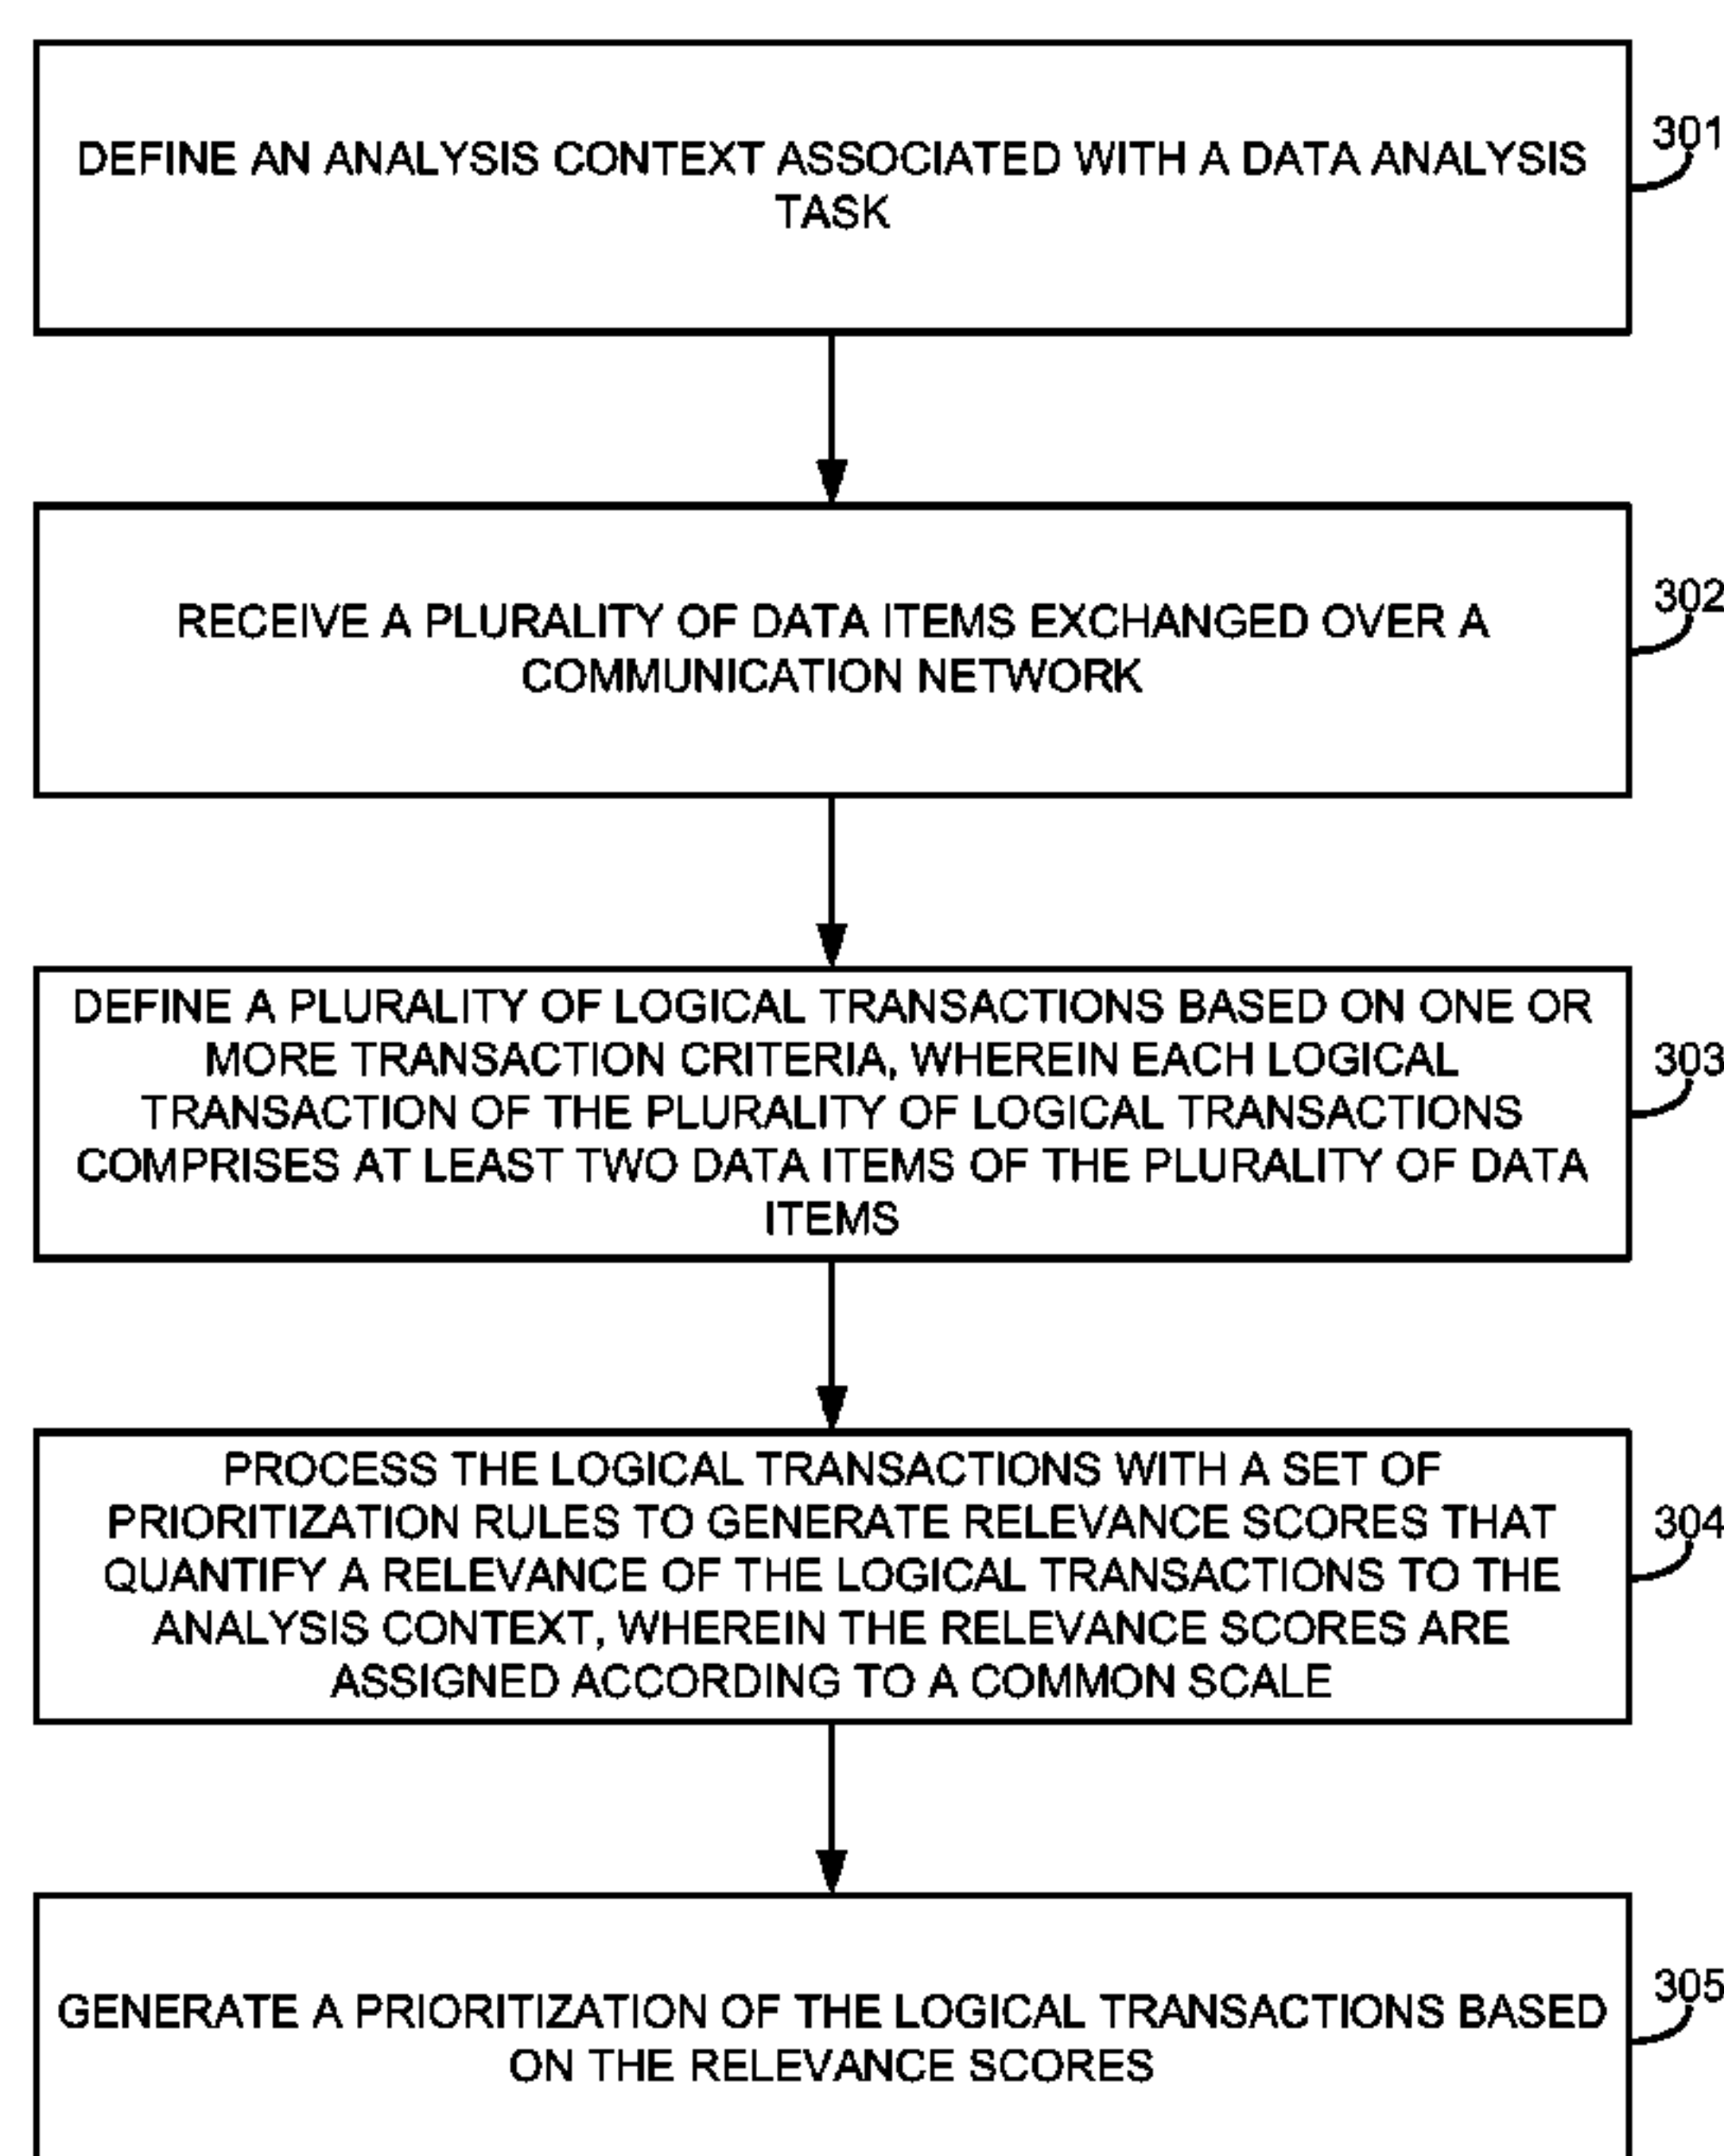 301
DEFINE AN ANALYSIS CONTEXT ASSOCIATED WITH A DATA ANALYSIS
TASK
302
RECEIVE A PLURALITY OF DATA ITEMS EXCHANGED OVER A
COMMUNICATION NETWORK
303
DEFINE A PLURALITY OF LOGICAL TRANSACTIONS BASED ON ONE OR
MORE TRANSACTION CRITERIA, WHEREIN EACH LOGICAL
TRANSACTION OF THE PLURALITY OF LOGICAL TRANSACTIONS
COMPRISES AT LEAST TWO DATA ITEMS OF THE PLURALITY OF DATA
ITEMS
304
PROCESS THE LOGICAL TRANSACTIONS WITH A SET OF
PRIORITIZATION RULES TO GENERATE RELEVANCE SCORES THAT
QUANTIFY A RELEVANCE OF THE LOGICAL TRANSACTIONS TO THE
ANALYSIS CONTEXT, WHEREIN THE RELEVANCE SCORES ARE
ASSIGNED ACCORDING TO A COMMON SCALE
305
GENERATE A PRIORITIZATION OF THE LOGICAL TRANSACTIONS BASED
ON THE RELEVANCE SCORES